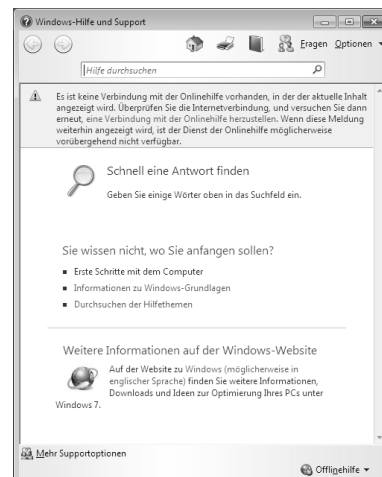 Windows-Hilfe und Support
Fragen Optionen
Hilfe durchsuchen
Es ist keine Verbindung mit der Onlinehilfe vorhanden, in der der aktuelle Inhalt
angezeigt wird. Überprüfen Sie die Internetverbindung, und versuchen Sie dann
erneut, eine Verbindung mit der Onlinehilfe herzustellen. Wenn diese Meldung
weiterhin angezeigt wird, ist der Dienst der Onlinehilfe möglicherweise
vorübergehend nicht verfügbar.
Schnell eine Antwort finden
Geben Sie einige Wörter oben in das Suchfeld ein.
Sie wissen nicht, wo Sie anfangen sollen?
Erste Schritte mit dem Computer
Informationen zu Windows-Grundlagen
Durchsuchen der Hilfethemen
Weitere Informationen auf der Windows-Website
Auf der Website zu Windows (möglicherweise in
englischer Sprache) finden Sie weitere Informationen,
Downloads und Ideen zur Optimierung Ihres PCs unter
Windows 7.
Mehr Supportoptionen
Offlinehilfe